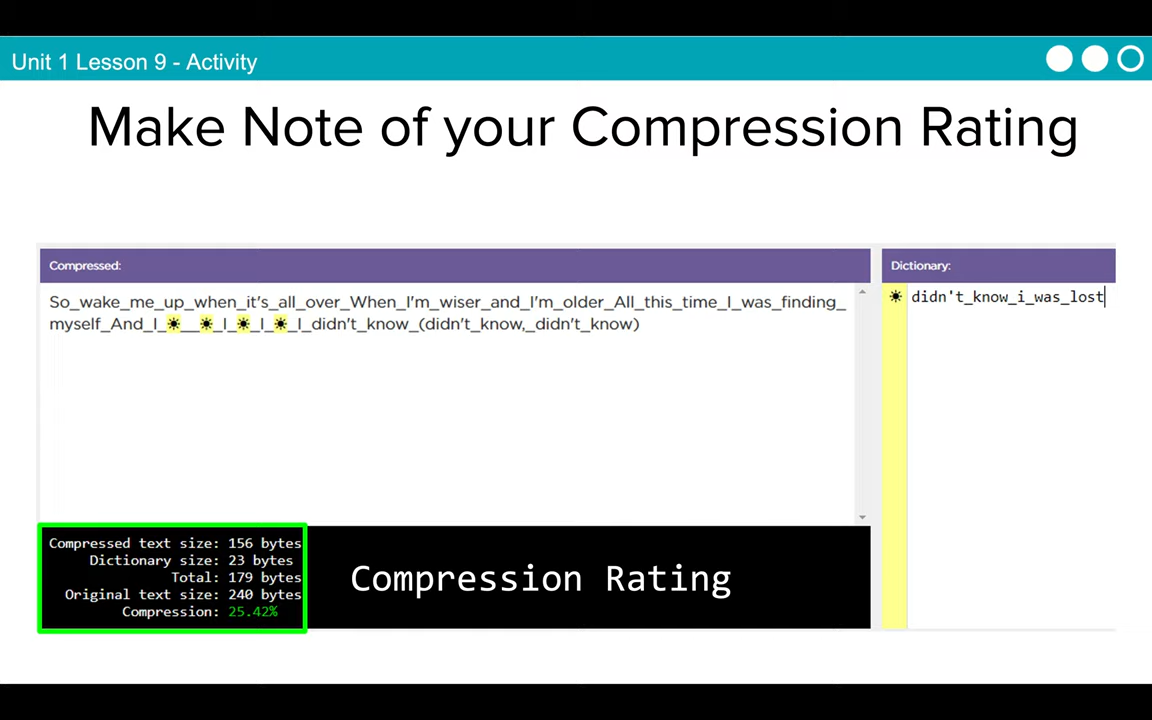 Unit 1 Lesson 9 - Activity
Make Note of your Compression Rating
Compressed:
So_wake_me_up_when_it's_all_over_When_I'm_wiser_and_I'm_older_All_this_time_I_was_finding_
myself_And_I_☀__☀_I_☀_I_☀_I_didn't_know_(didn't_know,_didn't_know)
Dictionary:
☀ didn't_know_i_was_lost
Compressed text size: 156 bytes
Dictionary size: 23 bytes
Total: 179 bytes
Original text size: 240 bytes
Compression: 25.42%
Compression Rating